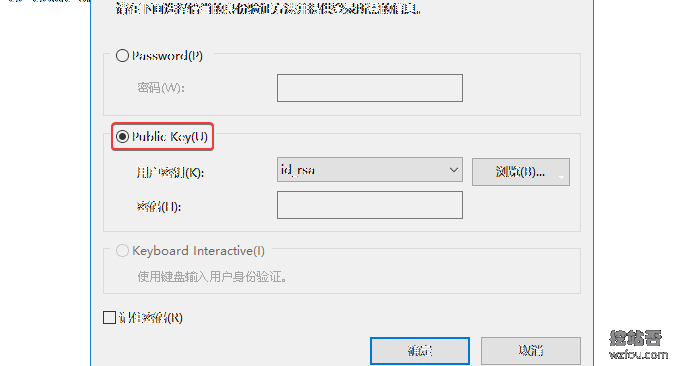 请在下面选择恰当的身份验证方法并提供登录所需的信息。
Password(P)
密码(W):
Public Key(U)
用户密钥(K):
id_rsa
浏览(B)...
密码(H):
Keyboard Interactive(I)
使用键盘输入用户身份验证。
记住密码(R)
确定
取消
挖站否
wzfou.com